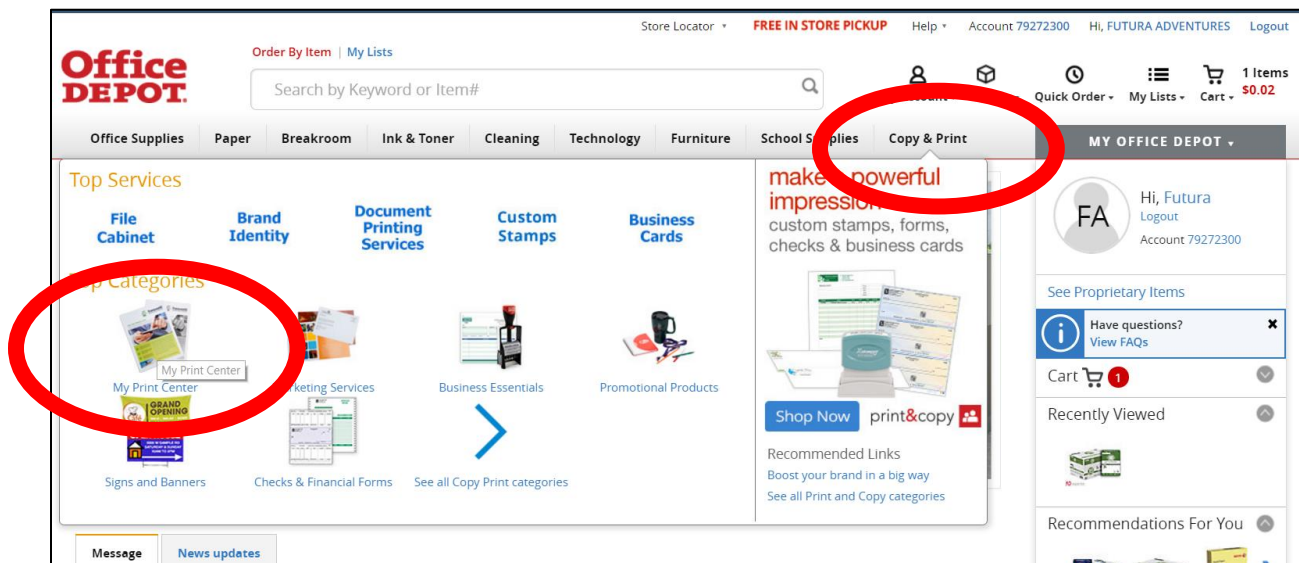 Store Locator FREE IN STORE PICKUP Help Account 79272300 Hi, FUTURA ADVENTURES Logout
Office DEPOT.
Order By Item | My Lists
Search by Keyword or Item#
Quick Order My Lists Cart 1 Items $0.02
Office Supplies Paper Breakroom Ink & Toner Cleaning Technology Furniture School Supplies Copy & Print MY OFFICE DEPOT
Top Services
File Cabinet
Brand Identity
Document Printing Services
Custom Stamps
Business Cards
Top Categories
My Print Center
My Print Center
Marketing Services
Business Essentials
Promotional Products
GRAND OPENING
Signs and Banners
Checks & Financial Forms
See all Copy Print categories
make a powerful
impression
custom stamps, forms,
checks & business cards
Shop Now print&copy
Recommended Links
Boost your brand in a big way
See all Print and Copy categories
FA
Hi, Futura
Logout
Account 79272300
See Proprietary Items
Have questions?
View FAQs
Cart 1
Recently Viewed
Recommendations For You
Message News updates